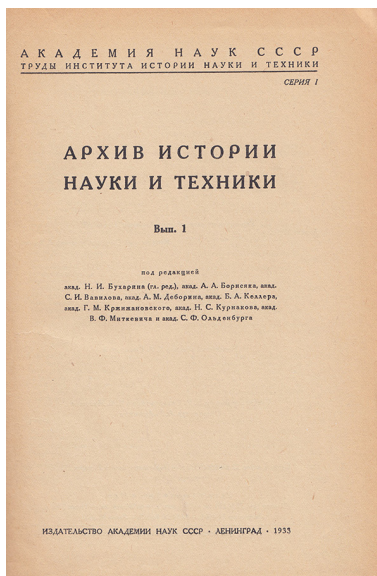 АКАДЕМИЯ НАУК СССР
ТРУДЫ ИНСТИТУТА ИСТОРИИ НАУКИ И ТЕХНИКИ
СЕРИЯ I
АРХИВ ИСТОРИИ
НАУКИ И ТЕХНИКИ
Вып. 1
под редакцией
акад. Н. И. Бухарина (гл. ред.), акад. А. А. Борисяка, акад.
С. И. Вавилова, акад. А. М. Деборина, акад. Б. А. Келлера,
акад. Г. М. Кржижановского, акад. Н. С. Курнакова, акад.
В. Ф. Миткевича и акад. С. Ф. Ольденбурга
ИЗДАТЕЛЬСТВО АКАДЕМИИ НАУК СССР · ЛЕНИНГРАД · 1933